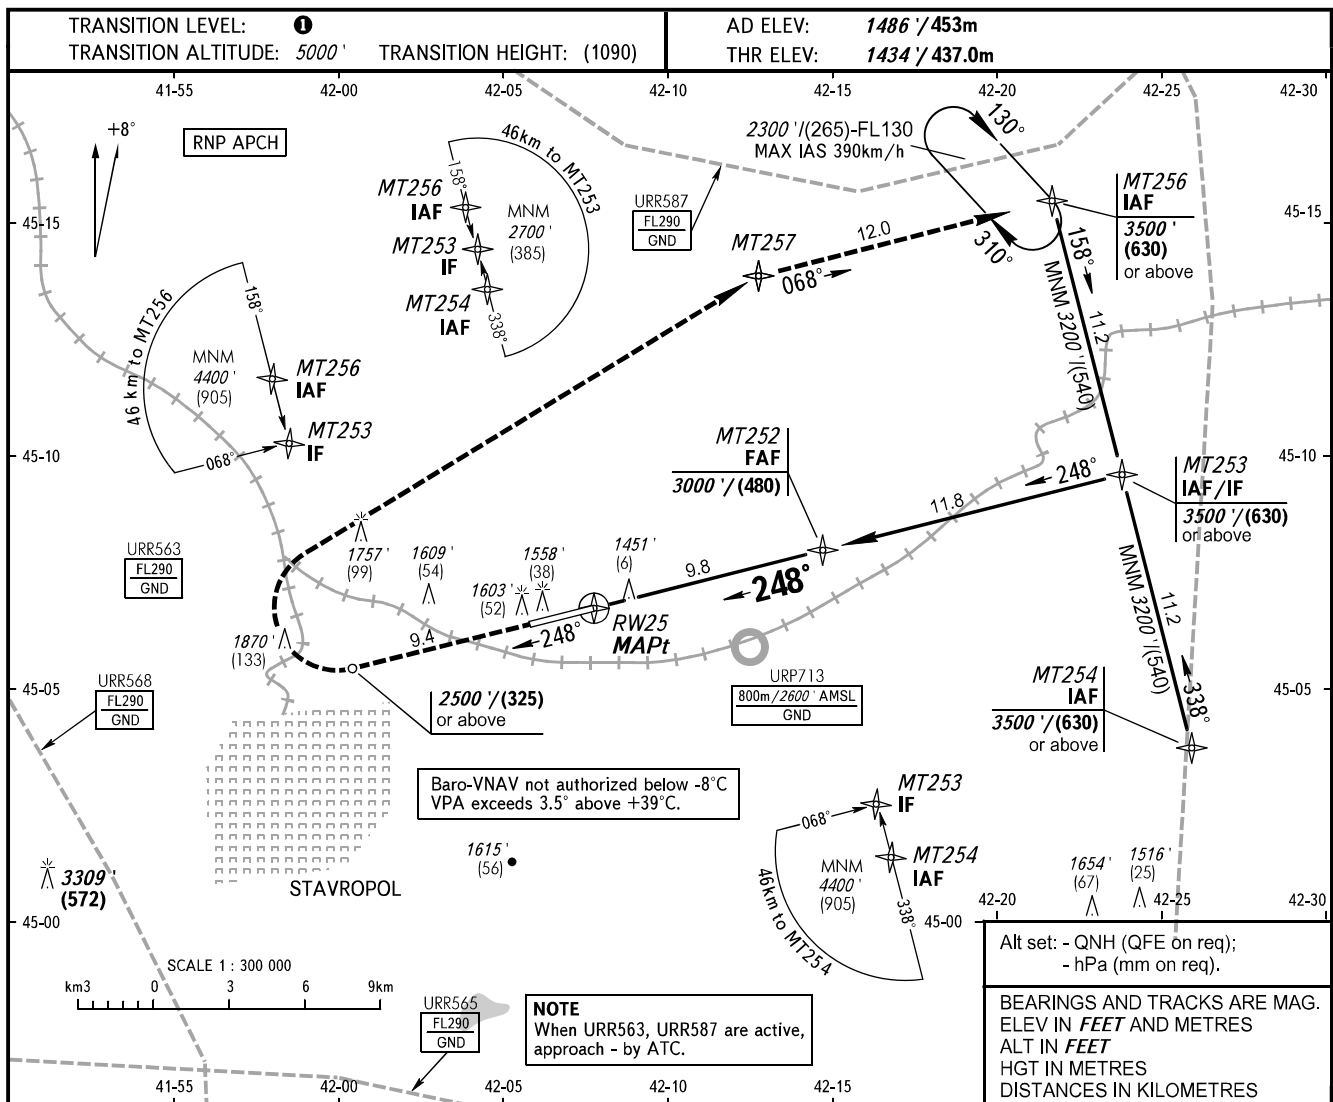 TRANSITION LEVEL: ❶
TRANSITION ALTITUDE: 5000 ' TRANSITION HEIGHT: (1090)
AD ELEV: 1486 '/ 453m
THR ELEV: 1434 '/ 437.0m
41-55 42-00 42-05 42-10 42-15 42-20 42-25 42-30
+8°
RNP APCH
46km to MT253
158°
MT256
IAF
MNM
2700 '
(385)
MT253
IF
MT254
IAF
338°
URR587
FL290
GND
2300 '/(265)-FL130
MAX IAS 390km/h
130°
310°
MT256
IAF
3500 '
(630)
or above
45-15
45-15
MT257
068°
12.0
158°
MNM 3200 '/(540)
11.2
46 km to MT256
158°
MNM
4400 '
(905)
MT256
IAF
MT253
IF
068°
45-10
45-10
MT252
FAF
3000 '/(480)
11.8
248°
MT253
IAF/IF
3500 '/(630)
or above
URR563
FL290
GND
1757 '
(99)
1609 '
(54)
1603 '
(52)
1558 '
(38)
1451 '
(6)
9.8
248°
RW25
MAPt
248°
9.4
1870 '
(133)
MNM 3200 '/(540)
11.2
338°
URR568
FL290
GND
2500 '/(325)
or above
URP713
800m/2600 ' AMSL
GND
MT254
IAF
3500 '/(630)
or above
45-05
45-05
Baro-VNAV not authorized below -8°C
VPA exceeds 3.5° above +39°C.
1615 '
(56)
MT253
IF
068°
MNM
4400 '
(905)
MT254
IAF
338°
46km to MT254
3309 '
(572)
STAVROPOL
1654 '
(67)
1516 '
(25)
42-20 42-25 42-30
45-00
45-00
SCALE 1 : 300 000
km3 0 3 6 9km
URR565
FL290
GND
NOTE
When URR563, URR587 are active,
approach - by ATC.
Alt set: - QNH (QFE on req);
- hPa (mm on req).
BEARINGS AND TRACKS ARE MAG.
ELEV IN FEET AND METRES
ALT IN FEET
HGT IN METRES
DISTANCES IN KILOMETRES
41-55 42-00 42-05 42-10 42-15